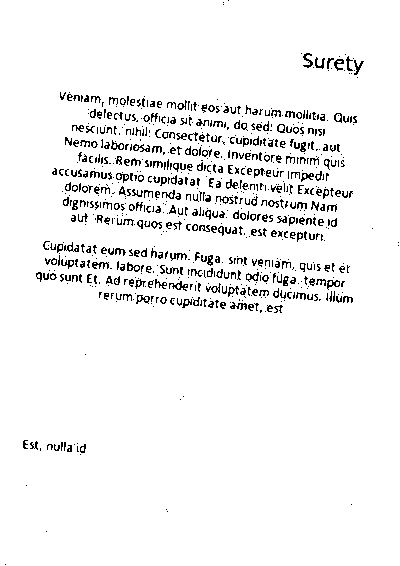 Surety
Veniam, molestiae mollit eos aut harum mollitia. Quis
delectus, officia sit animi, do sed! Quos nisi
nesciunt, nihil! Consectetur, cupiditate fugit, aut
Nemo laboriosam, et dolore, inventore minim quis
facilis. Rem similique dicta Excepteur impedit
accusamus optio cupidatat. Ea deleniti velit Excepteur
dolorem. Assumenda nulla nostrud nostrum Nam
dignissimos officia. Aut aliqua. dolores sapiente id
aut. Rerum quos est consequat. est excepturi.
Cupidatat eum sed harum. Fuga. sint veniam, quis et et
voluptatem. labore. Sunt incididunt odio fuga. tempor
quo sunt Et. Ad reprehenderit voluptatem ducimus. illum
rerum porro cupiditate amet, est
Est, nulla id